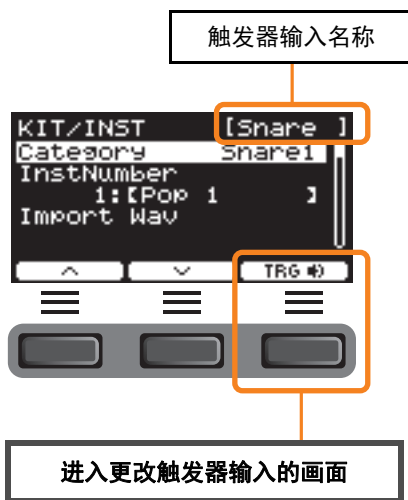 触发器输入名称
KIT/INST [Snare ]
Category Snare1
InstNumber
1:[Pop 1 ]
Import Wav
TRG
进入更改触发器输入的画面